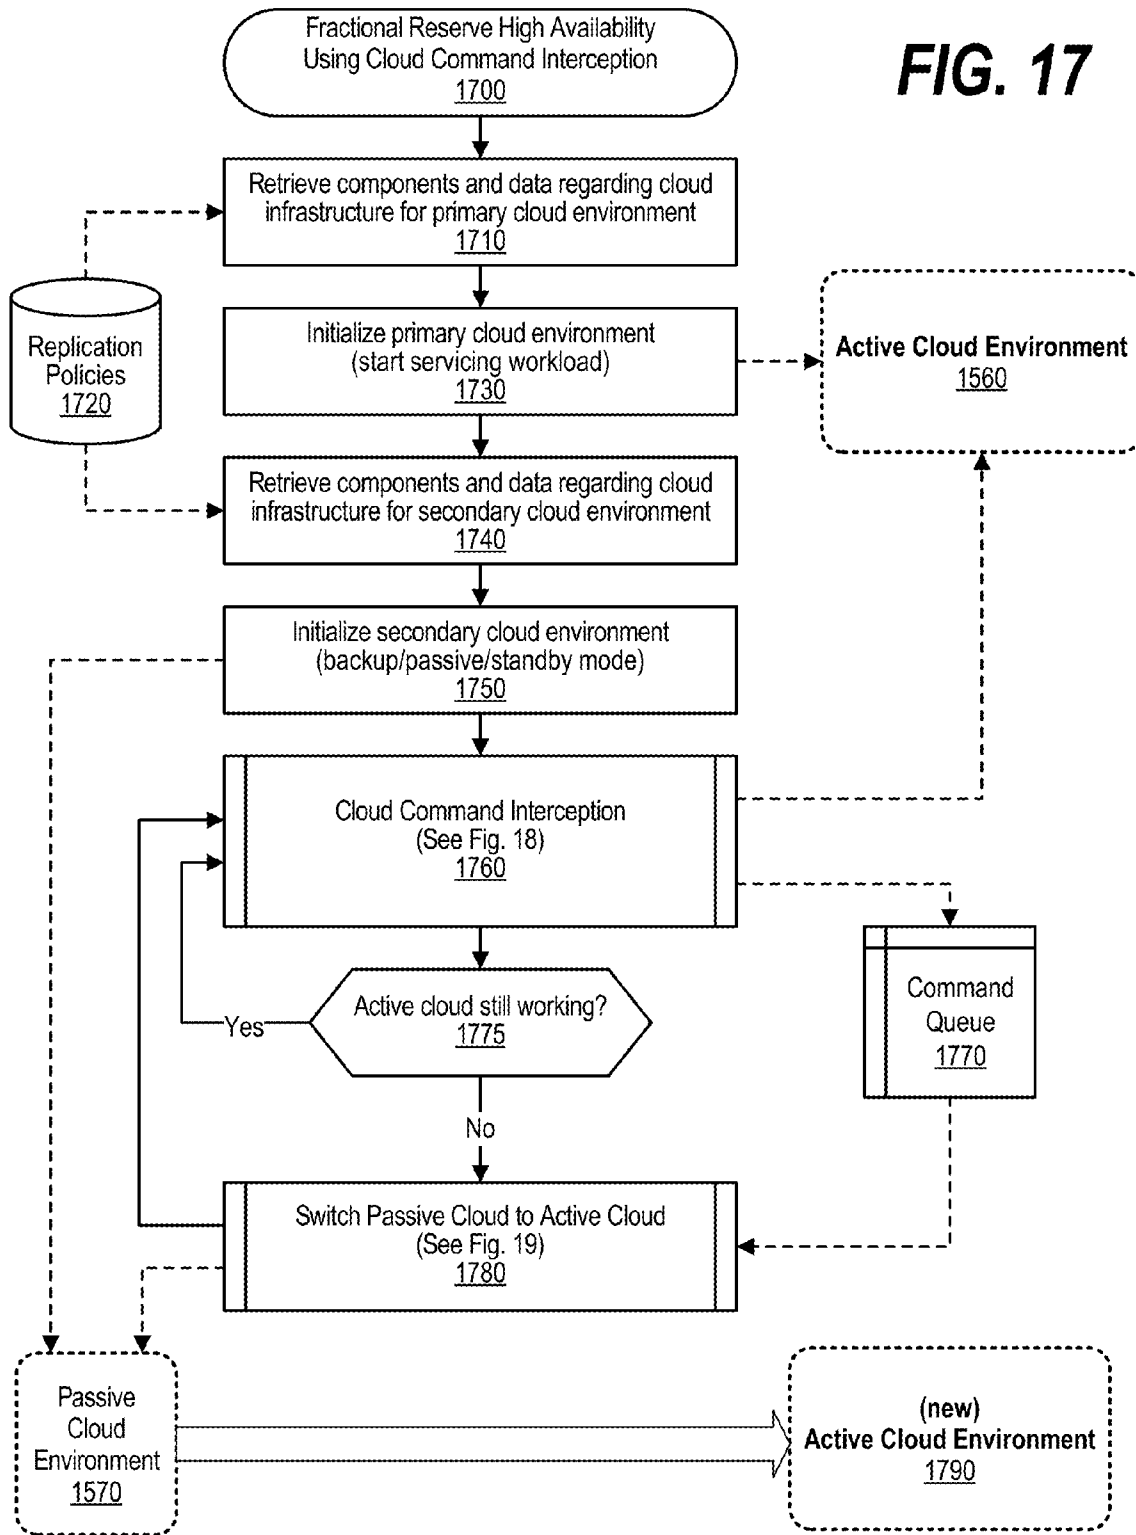 Fractional Reserve High Availability
Using Cloud Command Interception
1700
FIG. 17
Retrieve components and data regarding cloud
infrastructure for primary cloud environment
1710
Replication
Policies
1720
Initialize primary cloud environment
(start servicing workload)
1730
Active Cloud Environment
1560
Retrieve components and data regarding cloud
infrastructure for secondary cloud environment
1740
Initialize secondary cloud environment
(backup/passive/standby mode)
1750
Cloud Command Interception
(See Fig. 18)
1760
Command
Queue
1770
Active cloud still working?
1775
Yes
No
Switch Passive Cloud to Active Cloud
(See Fig. 19)
1780
Passive
Cloud
Environment
1570
(new)
Active Cloud Environment
1790